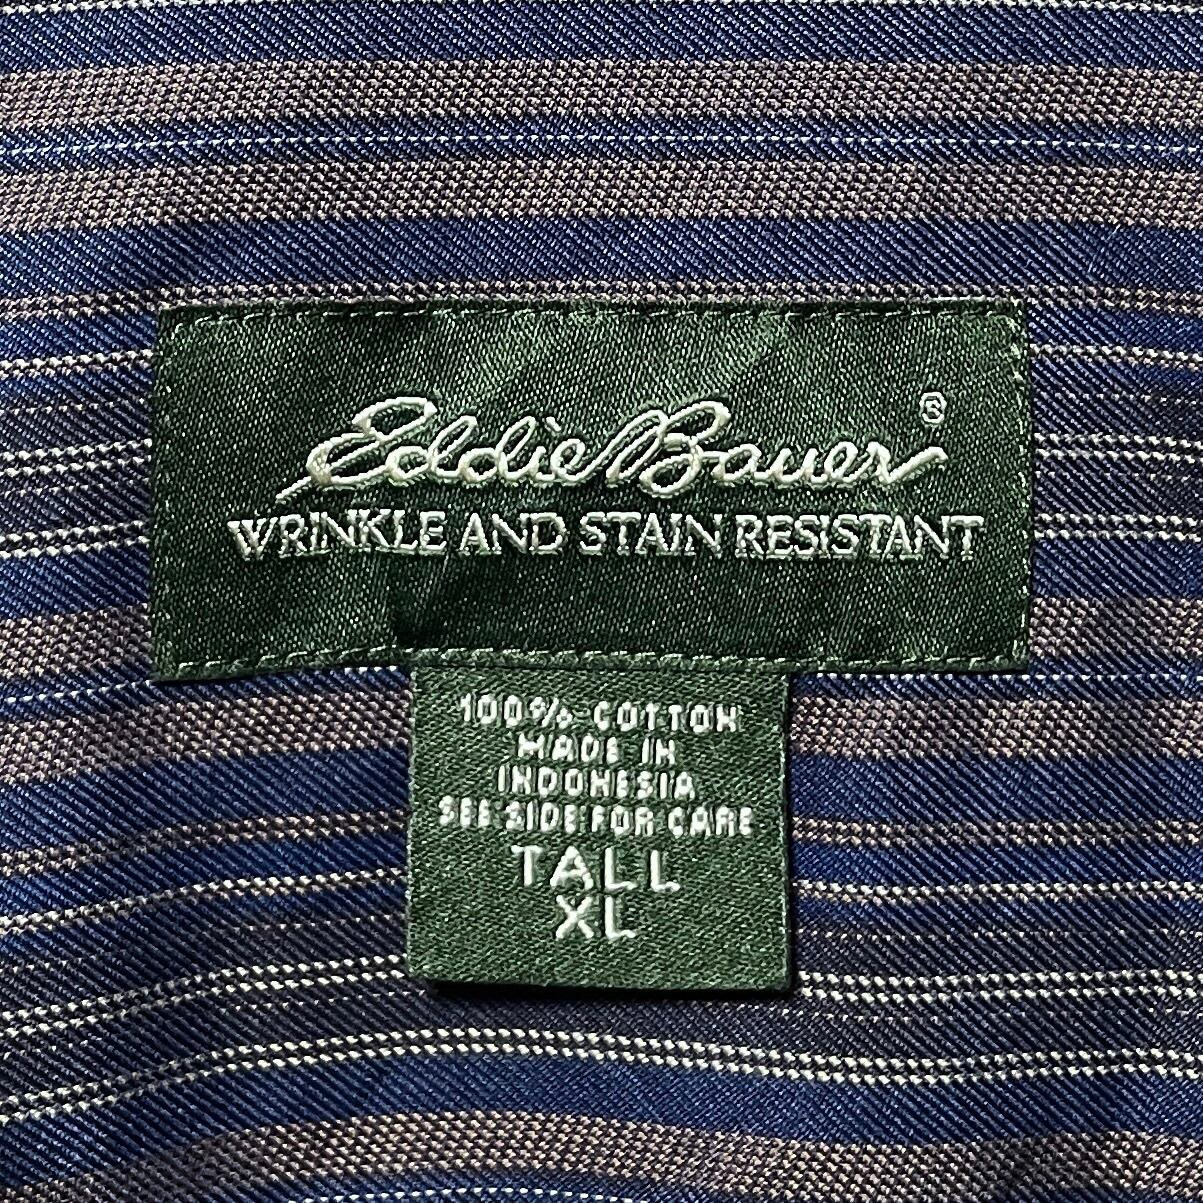 Eddie Bauer®
WRINKLE AND STAIN RESISTANT
100% COTTON
MADE IN
INDONESIA
SEE SIDE FOR CARE
TALL
XL